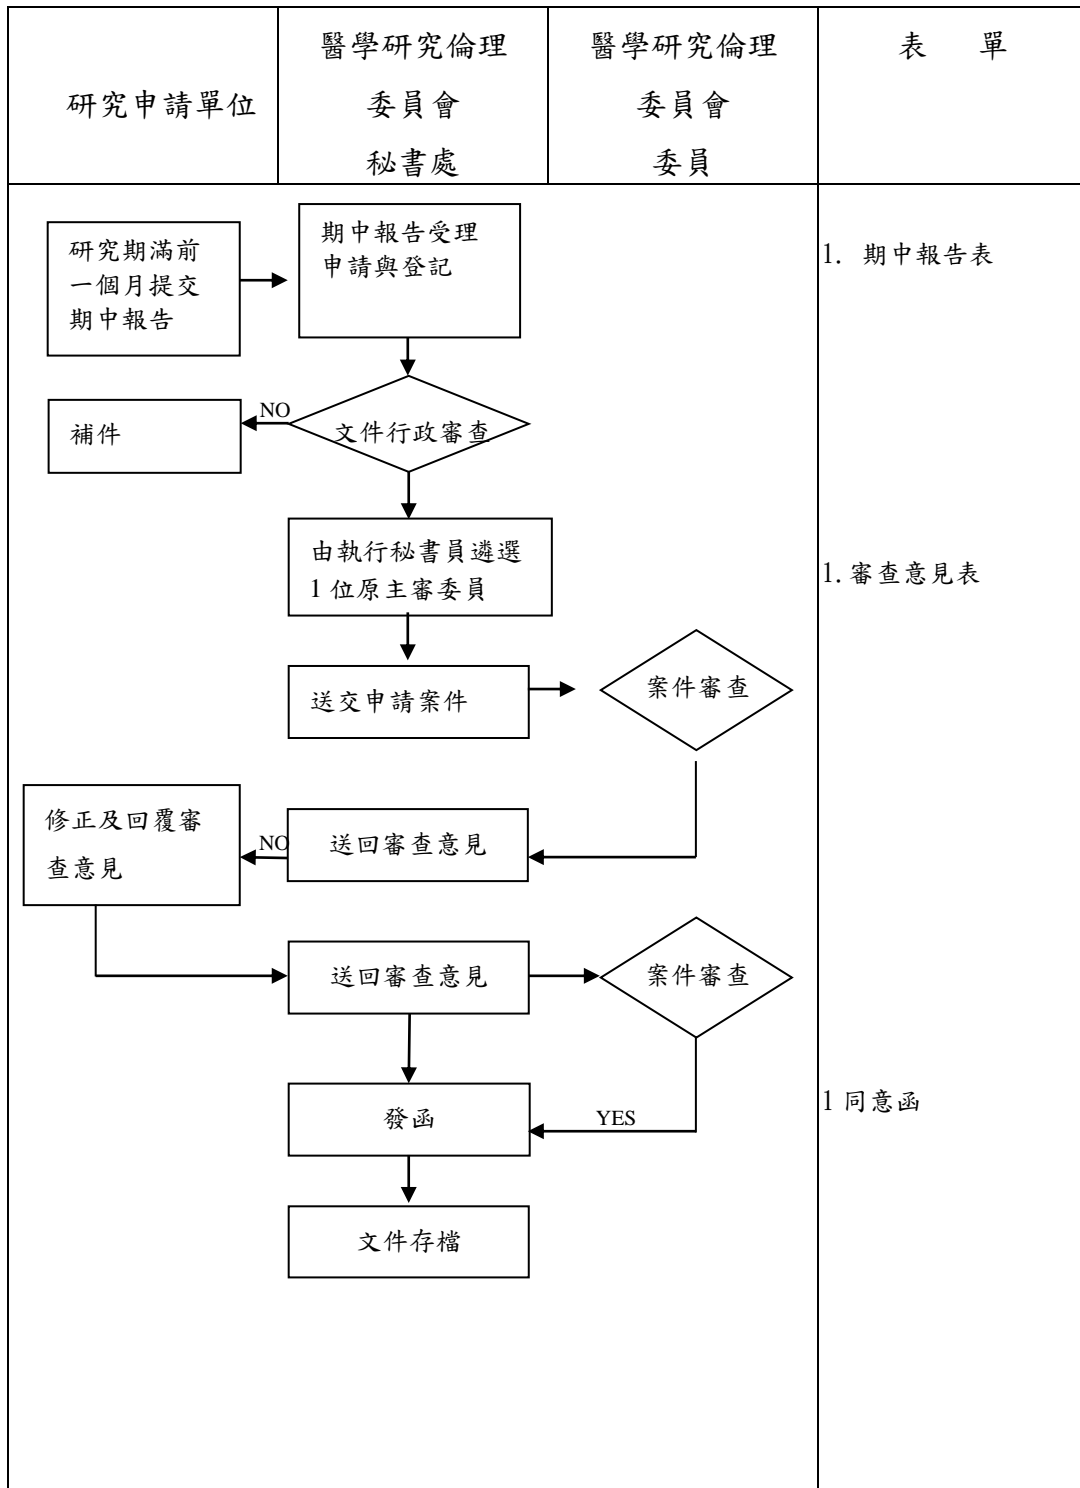 研究申請單位
醫學研究倫理
委員會
秘書處
醫學研究倫理
委員會
委員
表 單
研究期滿前
一個月提交
期中報告
期中報告受理
申請與登記
1. 期中報告表
補件
NO
文件行政審查
由執行秘書員遴選
1 位原主審委員
1.審查意見表
送交申請案件
案件審查
修正及回覆審
查意見
NO
送回審查意見
送回審查意見
案件審查
發函
YES
1 同意函
文件存檔